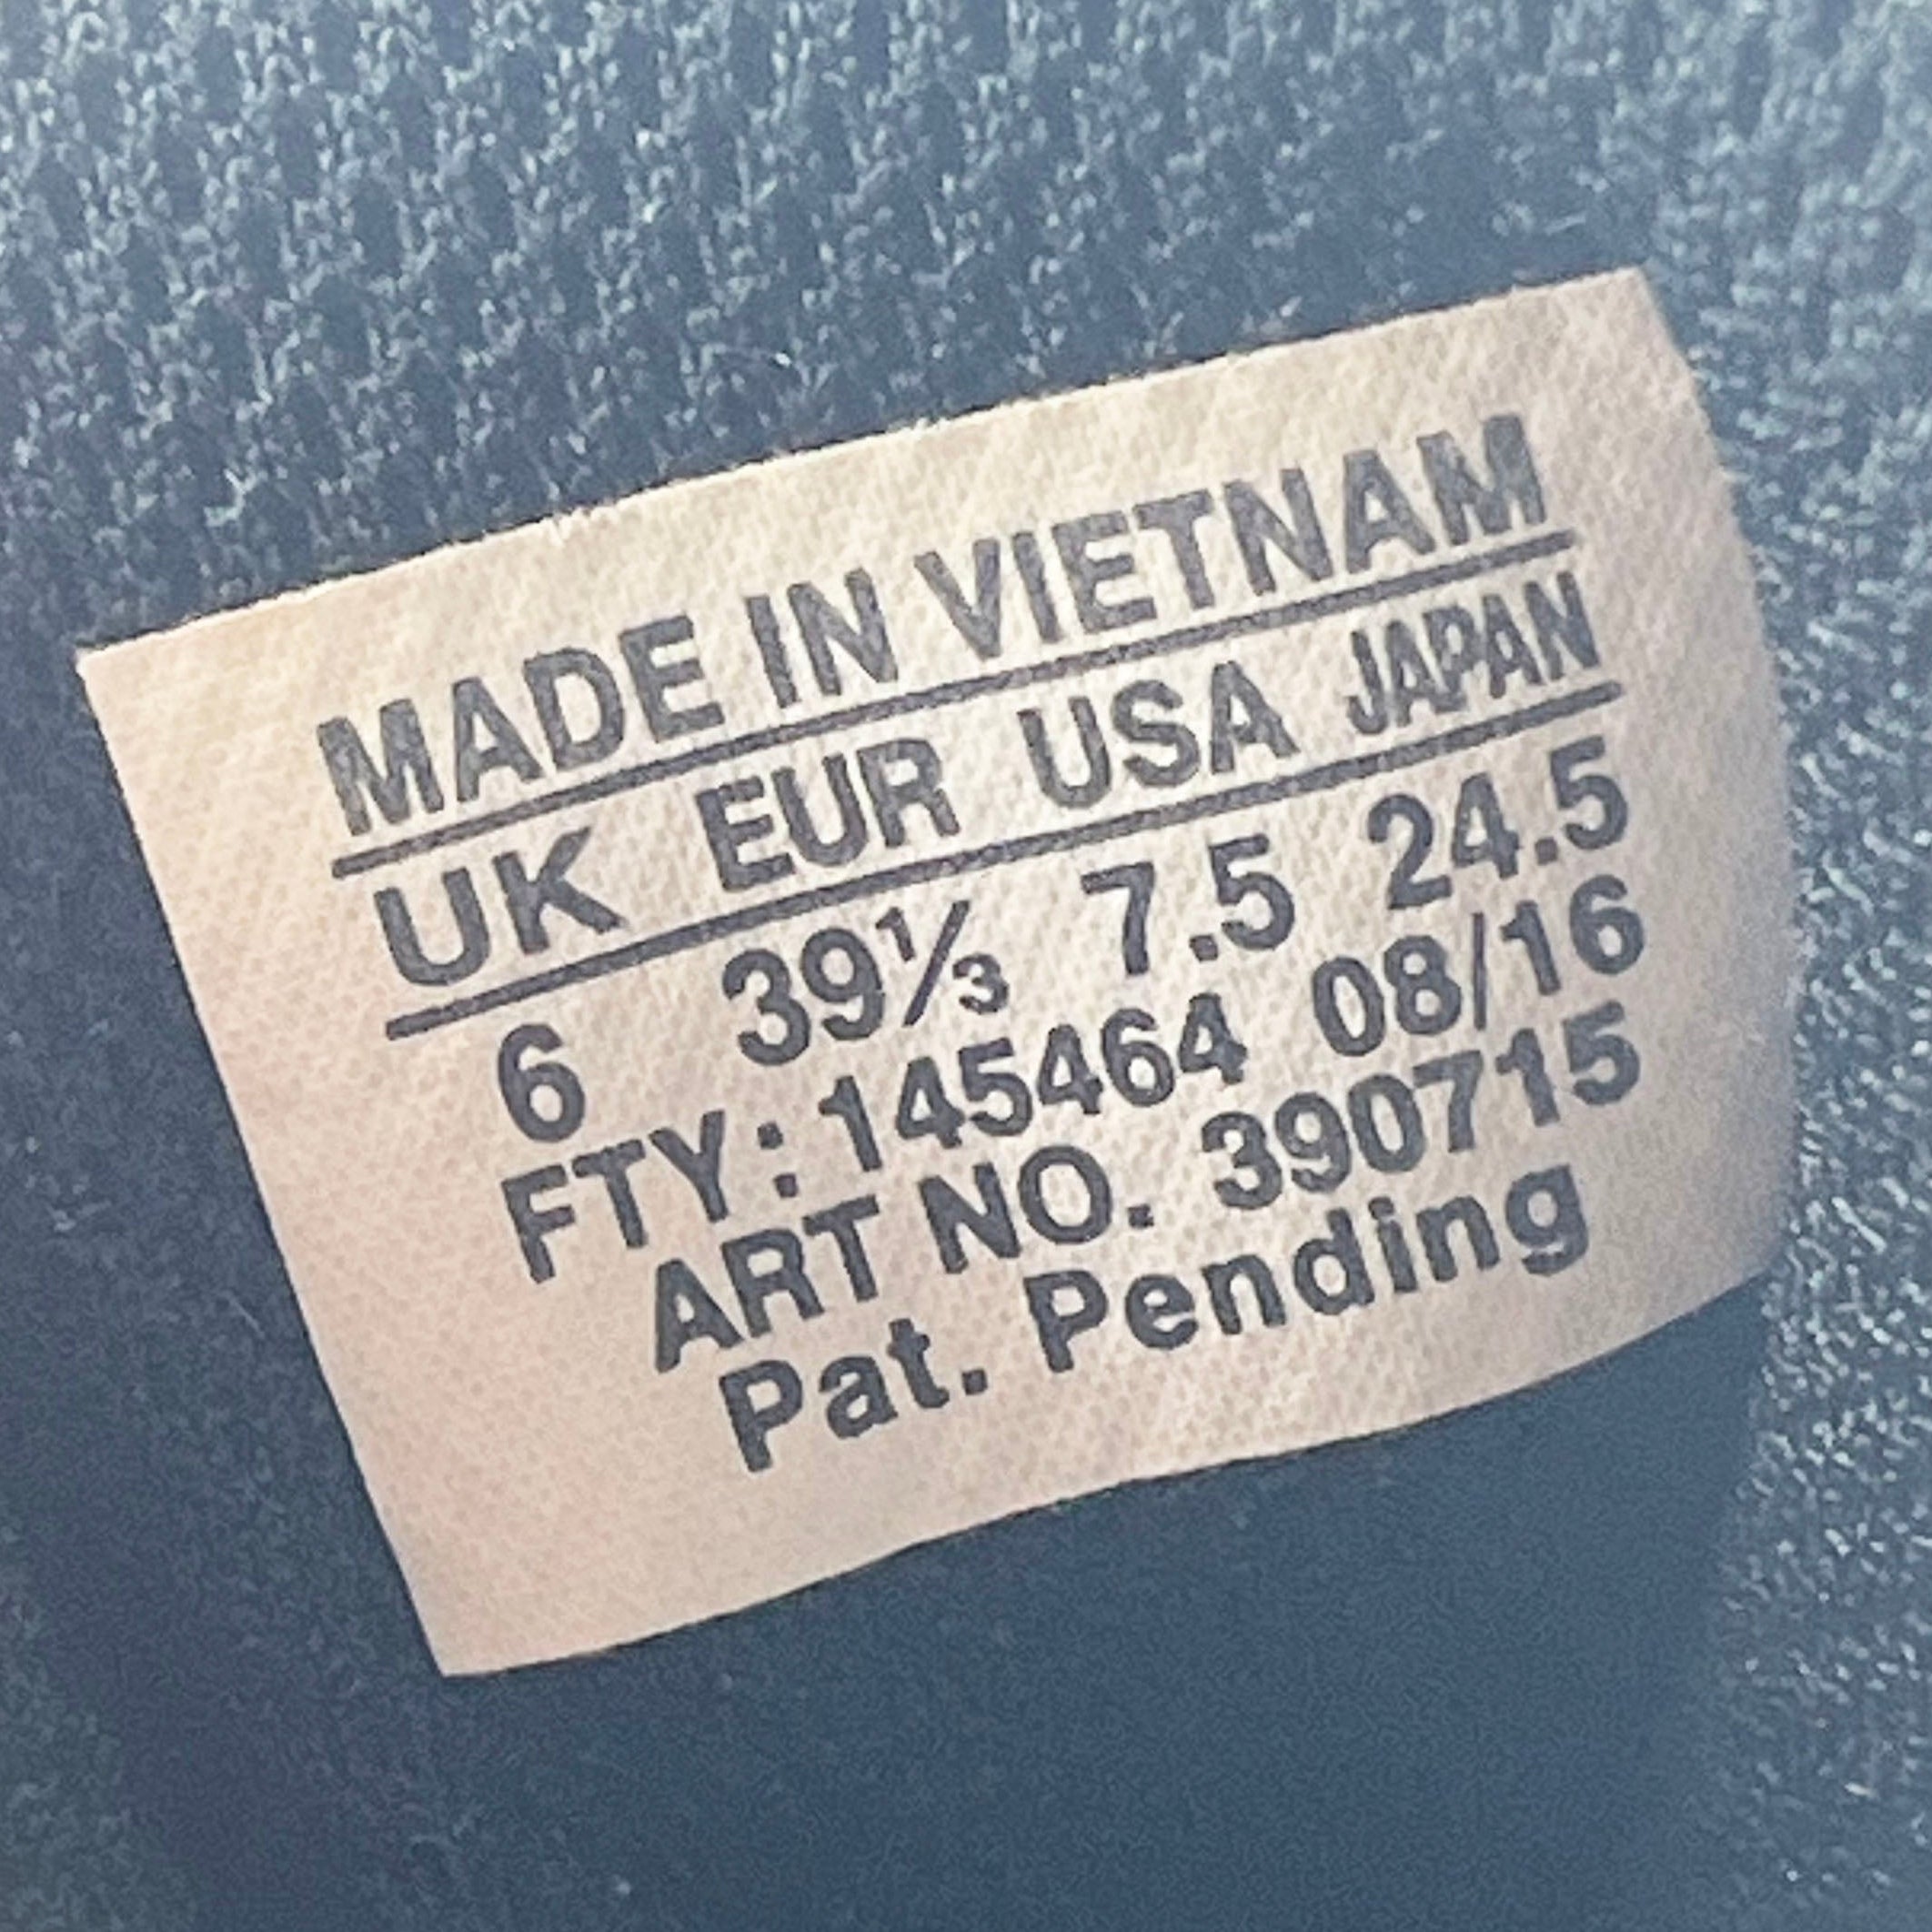 MADE IN VIETNAM
UK EUR USA JAPAN
6 39⅓ 7.5 24.5
FTY: 145464 08/16
ART NO. 390715
Pat. Pending